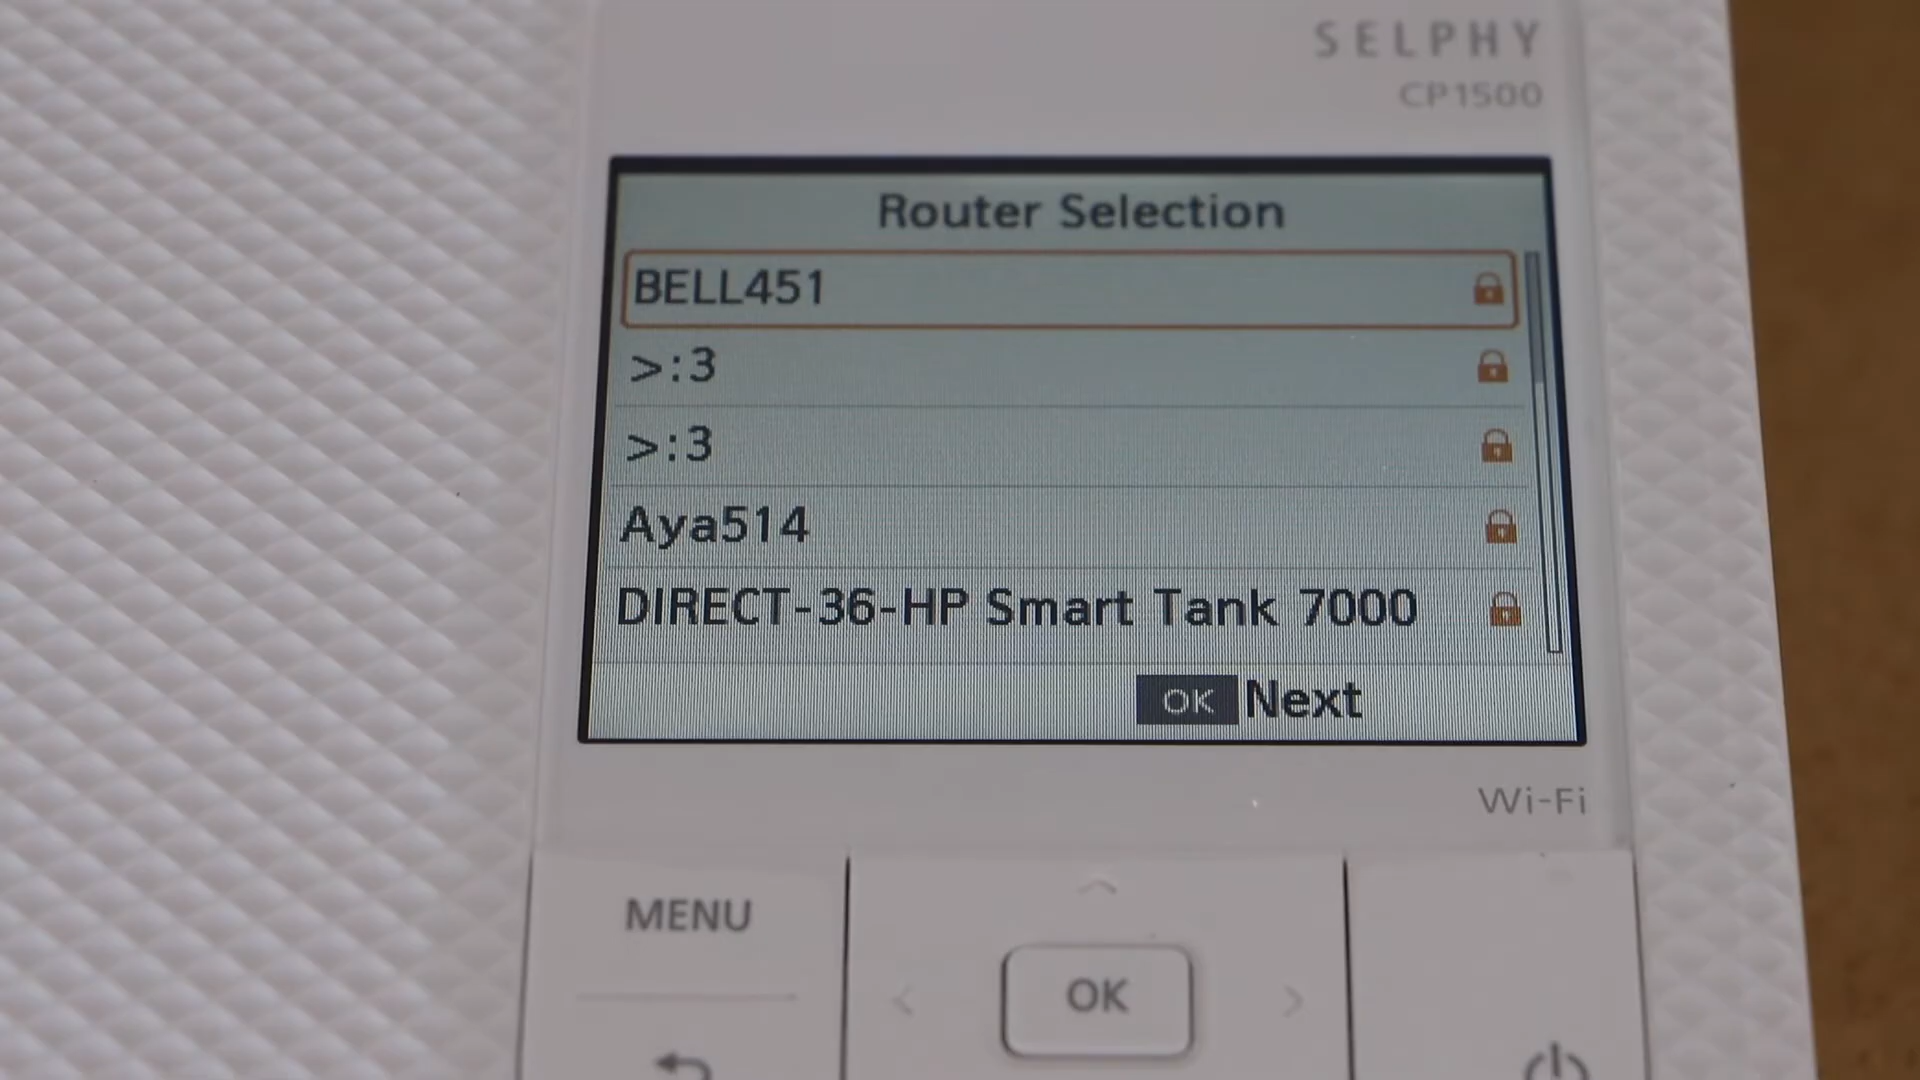 SELPHY
CP1500
Router Selection
BELL451
>:3
>:3
Aya514
DIRECT-36-HP Smart Tank 7000
OK Next
Wi-Fi
MENU
OK